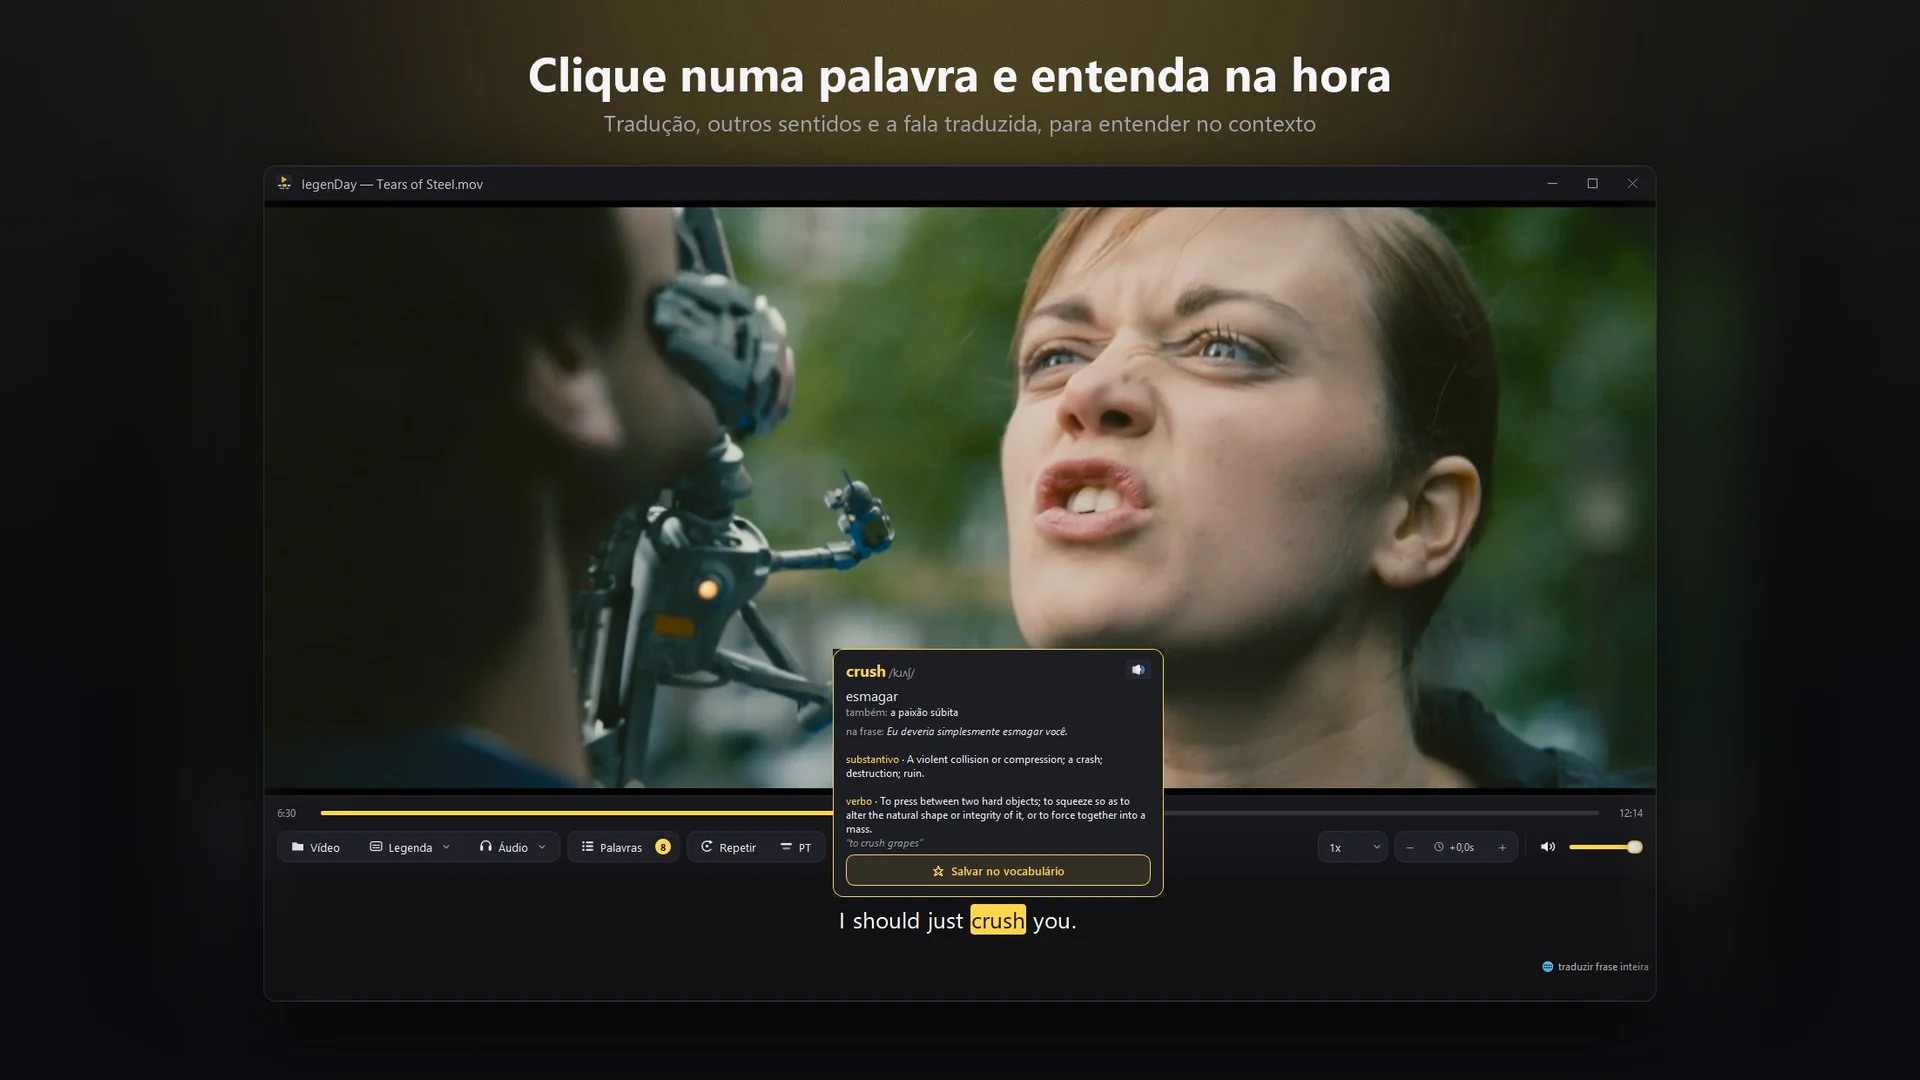 Clique numa palavra e entenda na hora
Tradução, outros sentidos e a fala traduzida, para entender no contexto
legenDay — Tears of Steel.mov
crush /kɹʌʃ/
esmagar
também: a paixão súbita
na frase: Eu deveria simplesmente esmagar você.
substantivo · A violent collision or compression; a crash;
destruction; ruin.
verbo · To press between two hard objects; to squeeze so as to
alter the natural shape or integrity of it, or to force together into a
mass.
"to crush grapes"
Salvar no vocabulário
6:30
12:14
Vídeo Legenda Áudio Palavras 8 Repetir PT 1x − +0,0s +
I should just crush you.
traduzir frase inteira